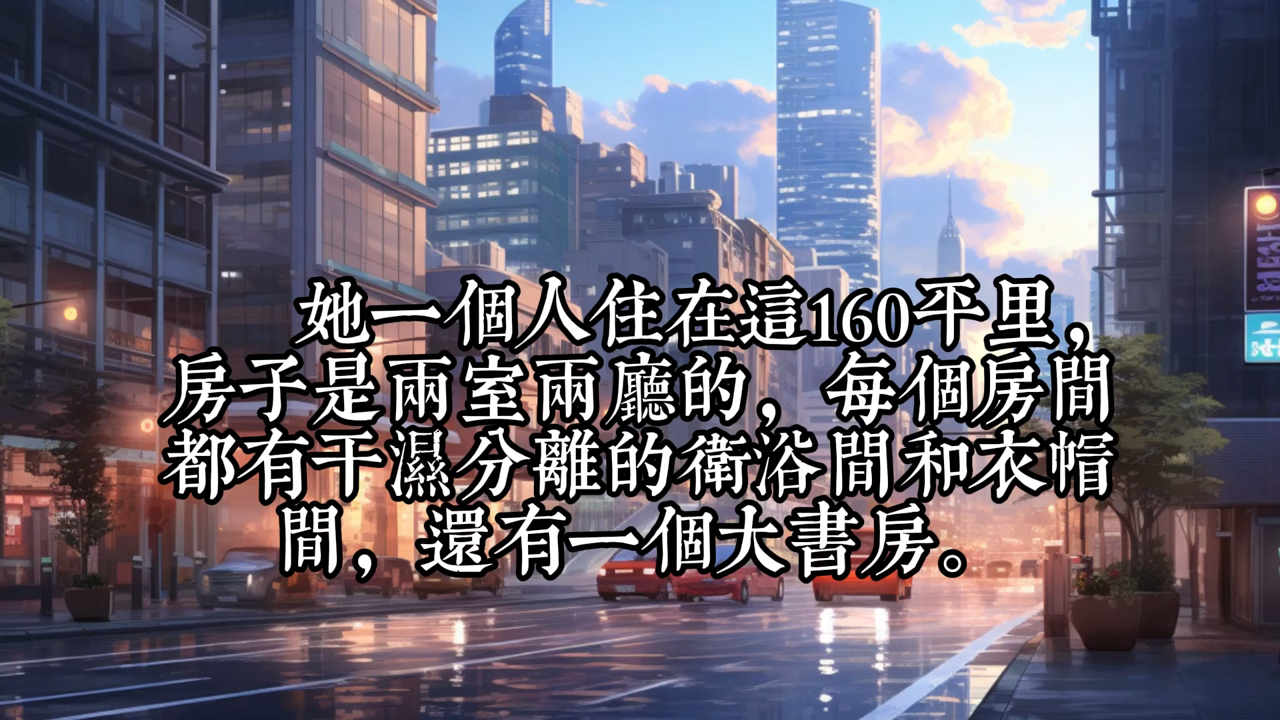 她一個人住在這160平里，
房子是兩室兩廳的，每個房間
都有干濕分離的衛浴間和衣帽
間，還有一個大書房。